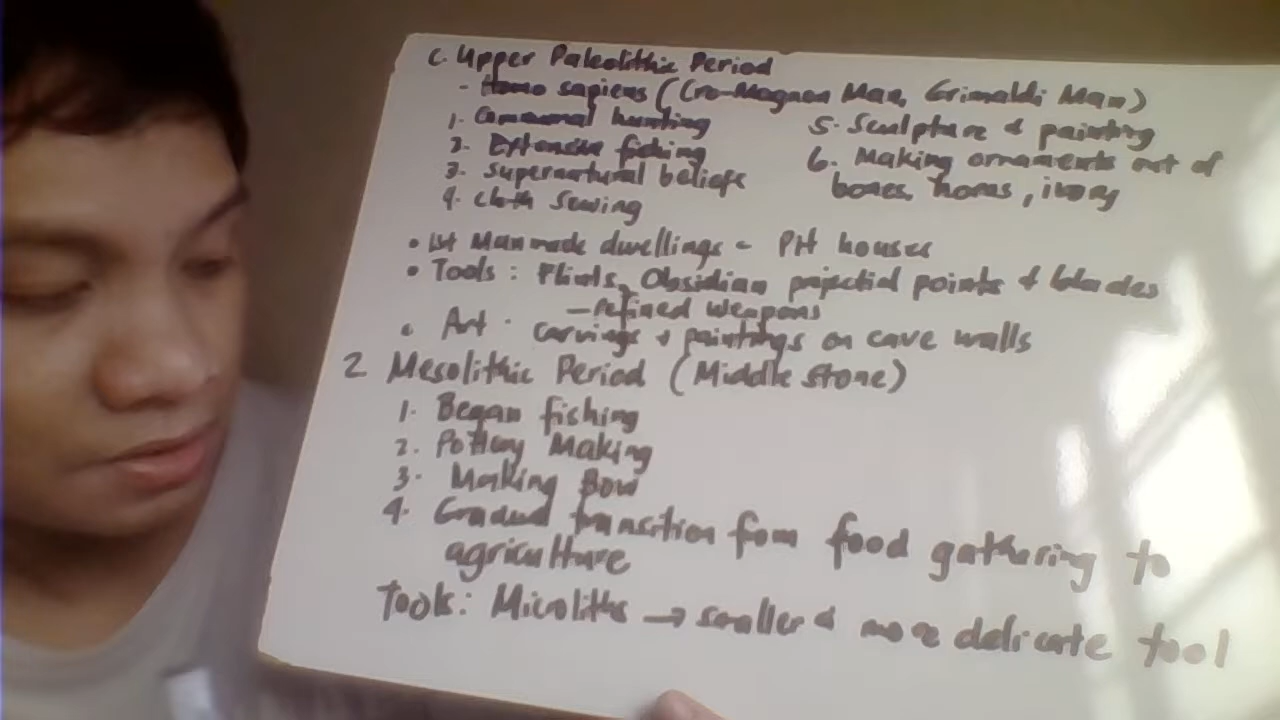 C. Upper Paleolithic Period
- Homo sapiens (Cro-Magnon Man, Grimaldi Man)
1. Communal hunting
2. Extensive fishing
3. Supernatural beliefs
4. Cloth sewing
5. Sculpture & painting
6. Making ornaments out of
bones, horns, ivory
• 1st Manmade dwellings - Pit houses
• Tools: Flints, Obsidian projectial points & blades
- refined weapons
• Art - carvings & paintings on cave walls
2 Mesolithic Period (Middle Stone)
1. Began fishing
2. Pottery Making
3. Making Bow
4. Gradual transition from food gathering to
agriculture
Tools: Microliths → smaller & more delicate tool